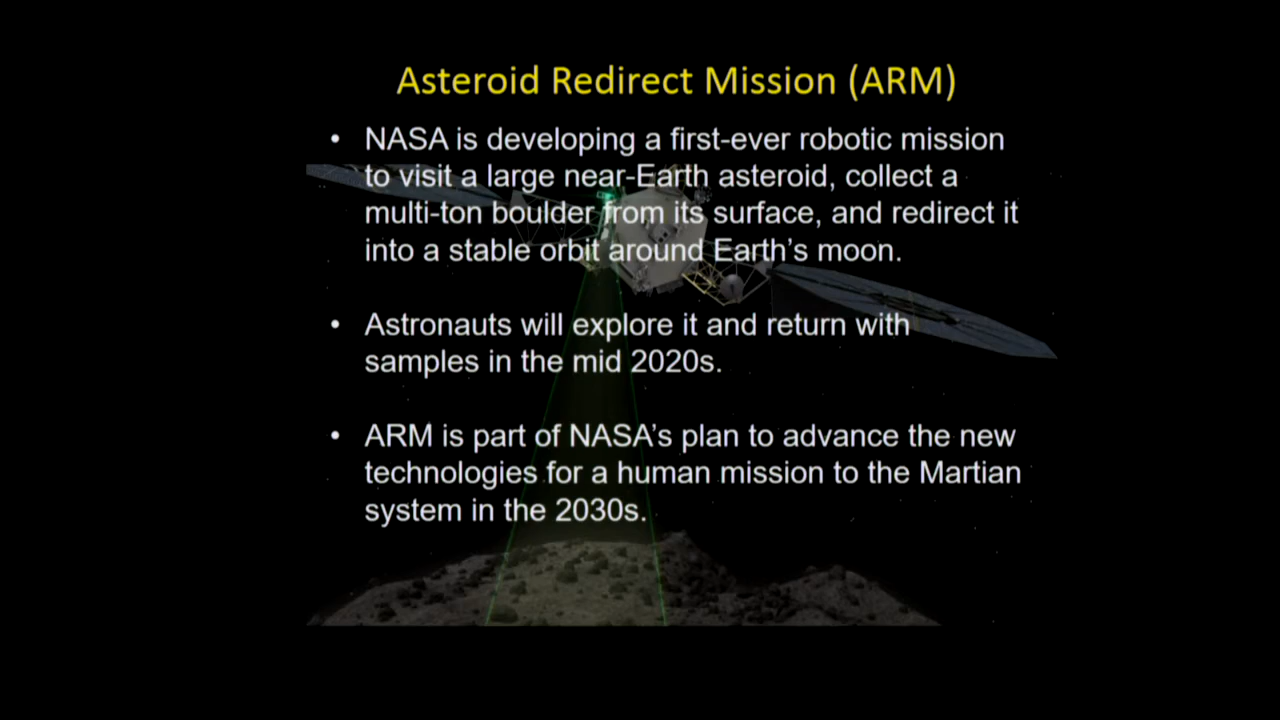 Asteroid Redirect Mission (ARM)
• NASA is developing a first-ever robotic mission
to visit a large near-Earth asteroid, collect a
multi-ton boulder from its surface, and redirect it
into a stable orbit around Earth’s moon.
• Astronauts will explore it and return with
samples in the mid 2020s.
• ARM is part of NASA’s plan to advance the new
technologies for a human mission to the Martian
system in the 2030s.